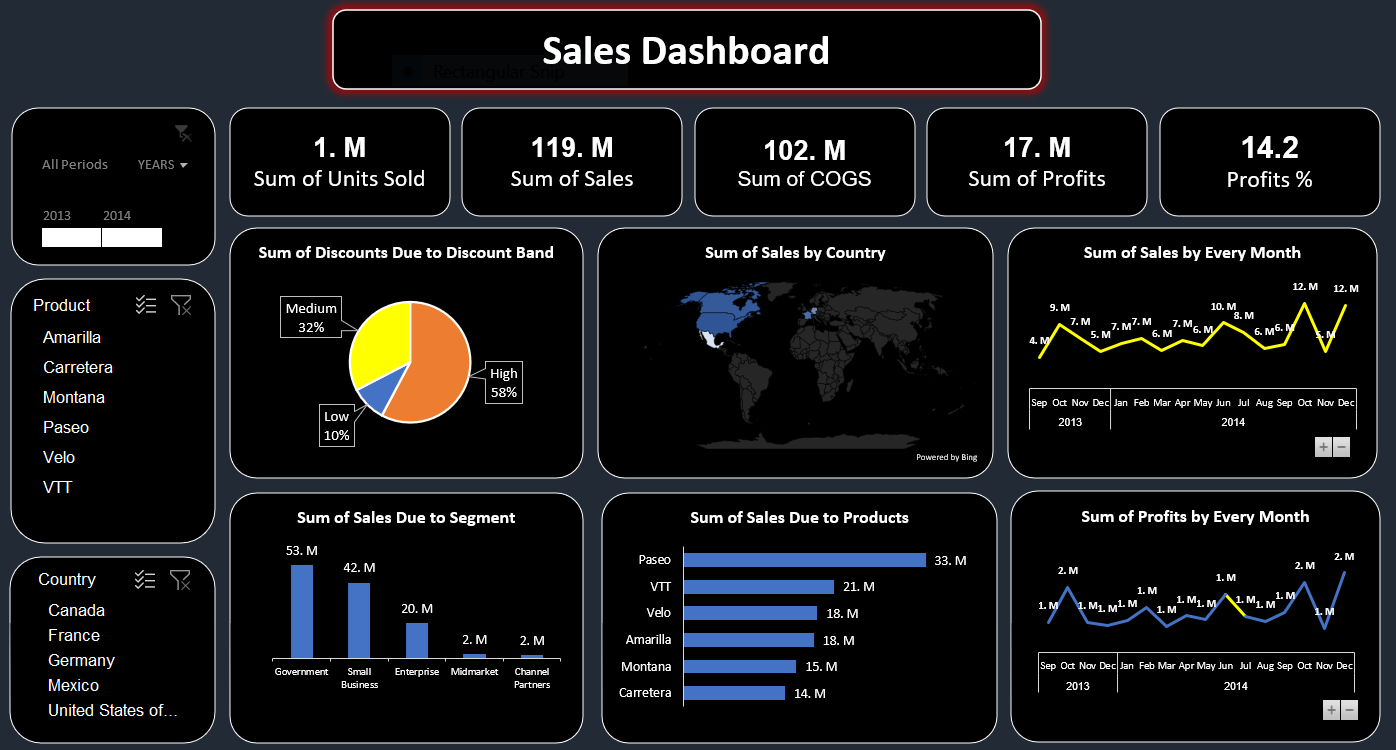 Sales Dashboard
Rectangular Snip
All Periods
YEARS
2013 2014
1. M
Sum of Units Sold
119. M
Sum of Sales
102. M
Sum of COGS
17. M
Sum of Profits
14.2
Profits %
Product
Amarilla
Carretera
Montana
Paseo
Velo
VTT
Country
Canada
France
Germany
Mexico
United States of...
Sum of Discounts Due to Discount Band
Medium
32%
High
58%
Low
10%
Sum of Sales by Country
Powered by Bing
Sum of Sales by Every Month
4. M 9. M 7. M 5. M 7. M 7. M 6. M 7. M 6. M 10. M 8. M 6. M 6. M 12. M 5. M 12. M
Sep Oct Nov Dec Jan Feb Mar Apr May Jun Jul Aug Sep Oct Nov Dec
2013 2014
+ −
Sum of Sales Due to Segment
53. M
42. M
20. M
2. M
2. M
Government
Small
Business
Enterprise
Midmarket
Channel
Partners
Sum of Sales Due to Products
Paseo 33. M
VTT 21. M
Velo 18. M
Amarilla 18. M
Montana 15. M
Carretera 14. M
Sum of Profits by Every Month
1. M 2. M 1. M 1. M 1. M 1. M 1. M 1. M 1. M 1. M 1. M 1. M 1. M 2. M 1. M 2. M
Sep Oct Nov Dec Jan Feb Mar Apr May Jun Jul Aug Sep Oct Nov Dec
2013 2014
+ −